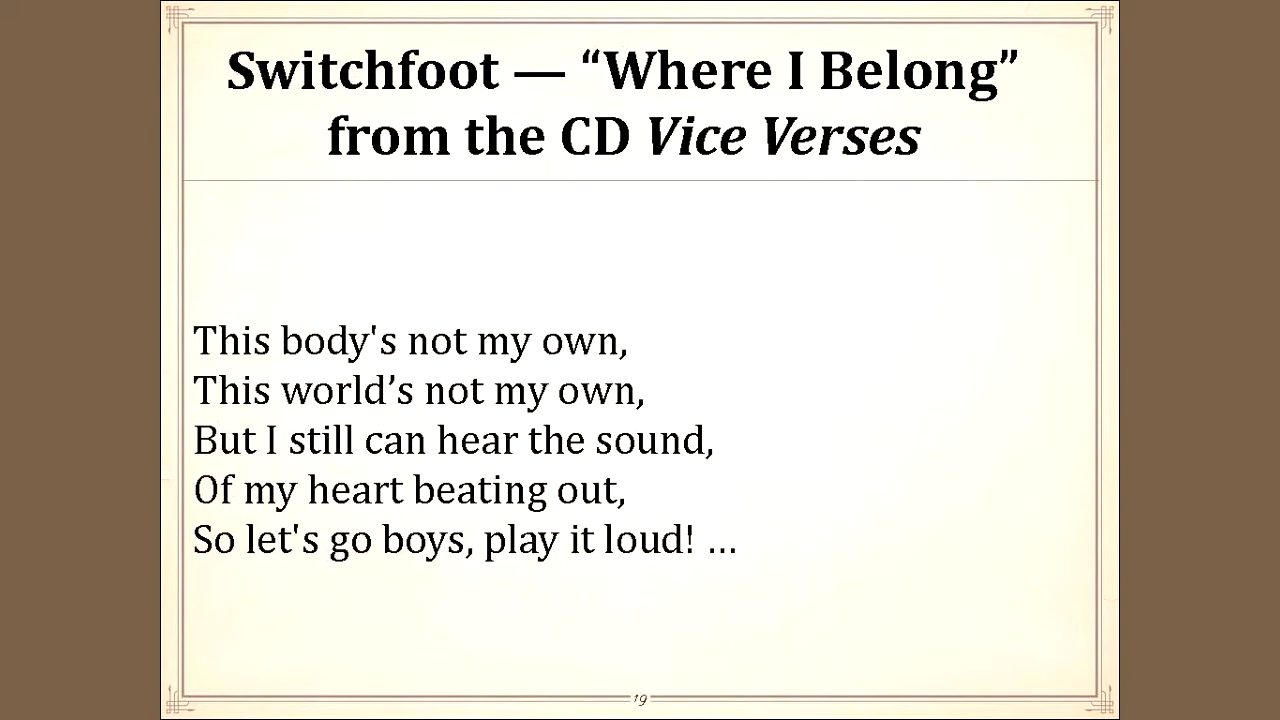 Switchfoot — “Where I Belong”
from the CD Vice Verses
This body's not my own,
This world’s not my own,
But I still can hear the sound,
Of my heart beating out,
So let's go boys, play it loud! ...
19